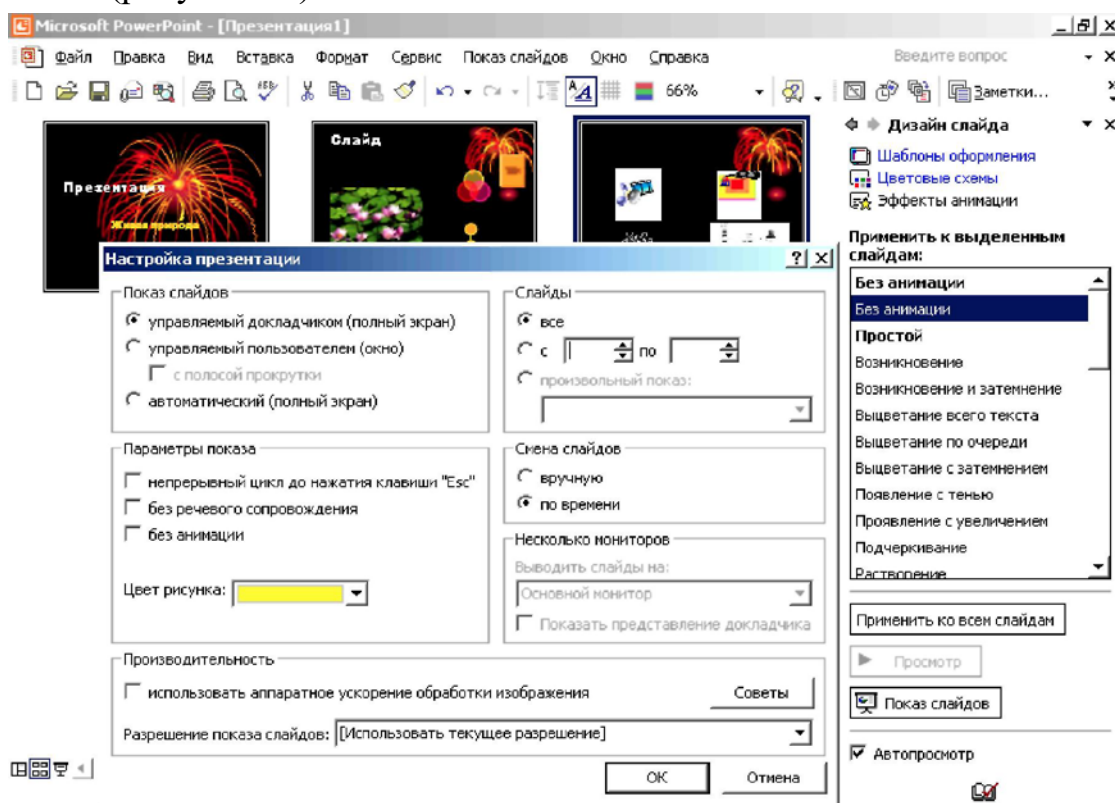 Microsoft PowerPoint - [Презентация1]
Файл Правка Вид Вставка Формат Сервис Показ слайдов Окно Справка Введите вопрос
66% Заметки...
Дизайн слайда
Шаблоны оформления
Цветовые схемы
Эффекты анимации
Применить к выделенным
слайдам:
Без анимации
Без анимации
Простой
Возникновение
Возникновение и затемнение
Выцветание всего текста
Выцветание по очереди
Выцветание с затемнением
Появление с тенью
Проявление с увеличением
Подчеркивание
Растворение
Применить ко всем слайдам
Просмотр
Показ слайдов
Автопросмотр
Презентация
Живая природа
Слайд
Настройка презентации
Показ слайдов
управляемый докладчиком (полный экран)
управляемый пользователем (окно)
с полосой прокрутки
автоматический (полный экран)
Слайды
все
с по
произвольный показ:
Параметры показа
непрерывный цикл до нажатия клавиши "Esc"
без речевого сопровождения
без анимации
Цвет рисунка:
Смена слайдов
вручную
по времени
Несколько мониторов
Выводить слайды на:
Основной монитор
Показать представление докладчика
Производительность
использовать аппаратное ускорение обработки изображения
Советы
Разрешение показа слайдов: [Использовать текущее разрешение]
ОК Отмена